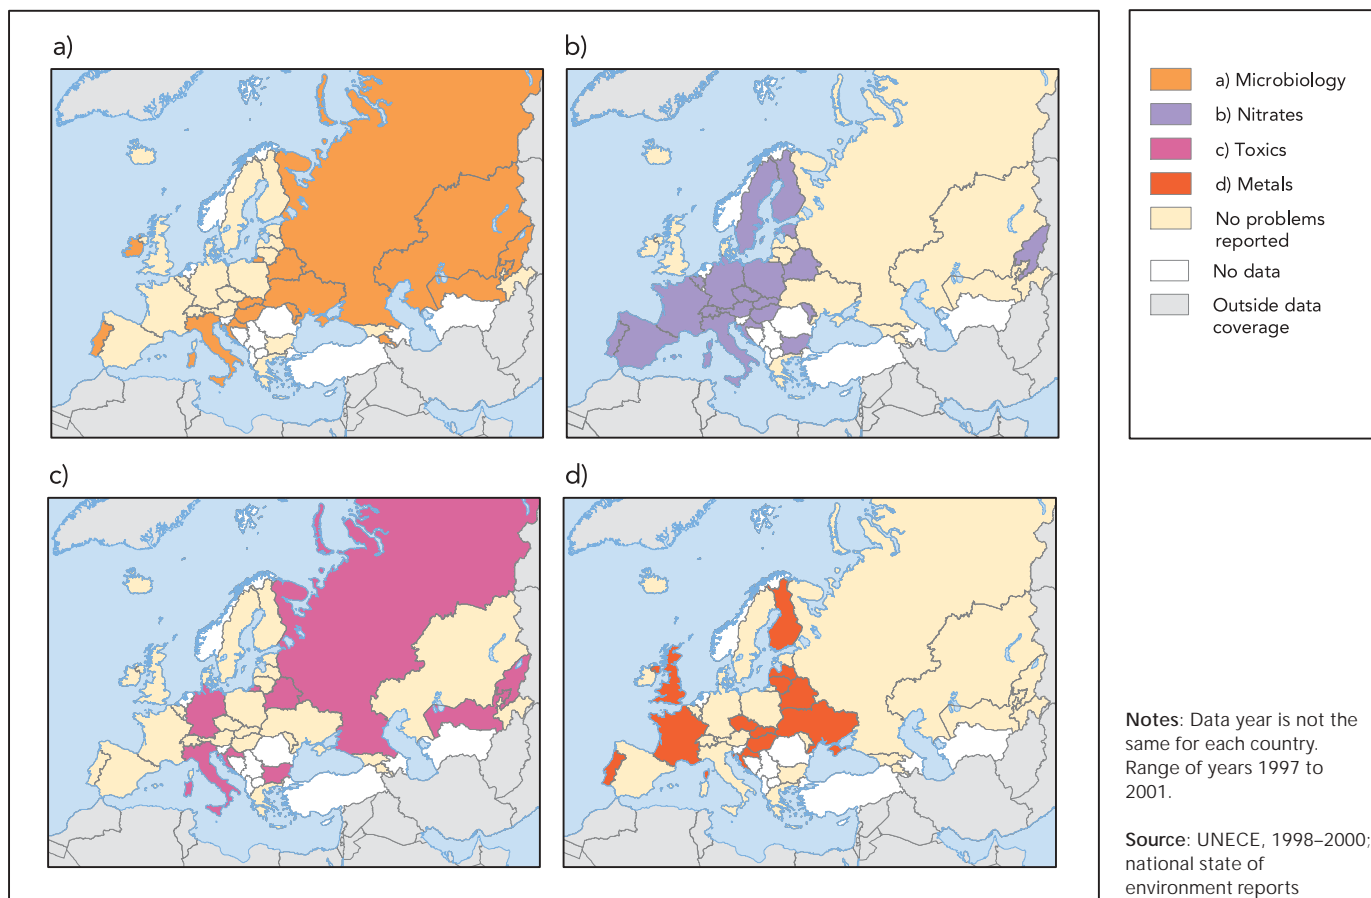 a)
b)
c)
d)
a) Microbiology
b) Nitrates
c) Toxics
d) Metals
No problems
reported
No data
Outside data
coverage
Notes: Data year is not the
same for each country.
Range of years 1997 to
2001.
Source: UNECE, 1998–2000;
national state of
environment reports